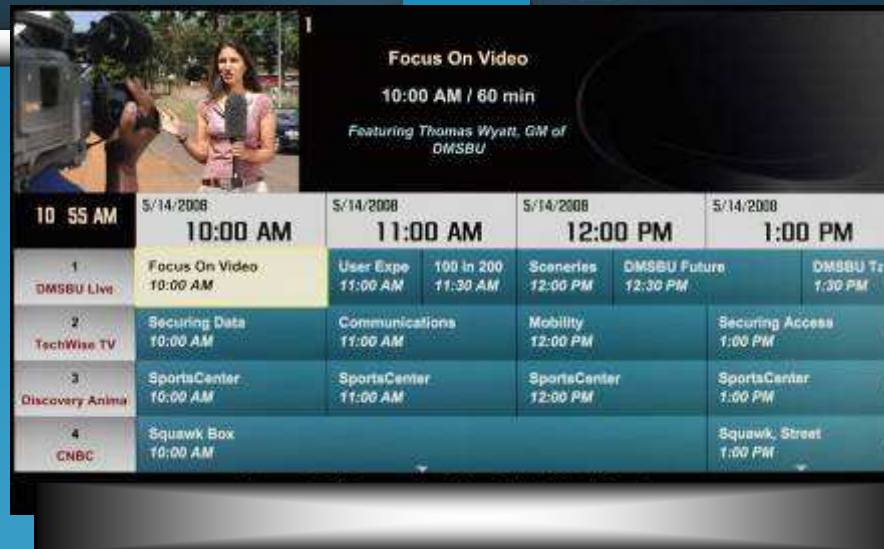 1
Focus On Video
10:00 AM / 60 min
Featuring Thomas Wyatt, GM of
DMSBU
10 55 AM
5/14/2008
10:00 AM
5/14/2008
11:00 AM
5/14/2008
12:00 PM
5/14/2008
1:00 PM
1
DMSBU Live
Focus On Video
10:00 AM
User Expe
11:00 AM
100 in 200
11:30 AM
Sceneries
12:00 PM
DMSBU Future
12:30 PM
DMSBU Ta
1:30 PM
2
TechWise TV
Securing Data
10:00 AM
Communications
11:00 AM
Mobility
12:00 PM
Securing Access
1:00 PM
3
Discovery Anima
SportsCenter
10:00 AM
SportsCenter
11:00 AM
SportsCenter
12:00 PM
SportsCenter
1:00 PM
4
CNBC
Squawk Box
10:00 AM
Squawk, Street
1:00 PM